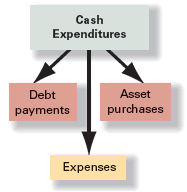 Cash
Expenditures
Debt
payments
Asset
purchases
Expenses